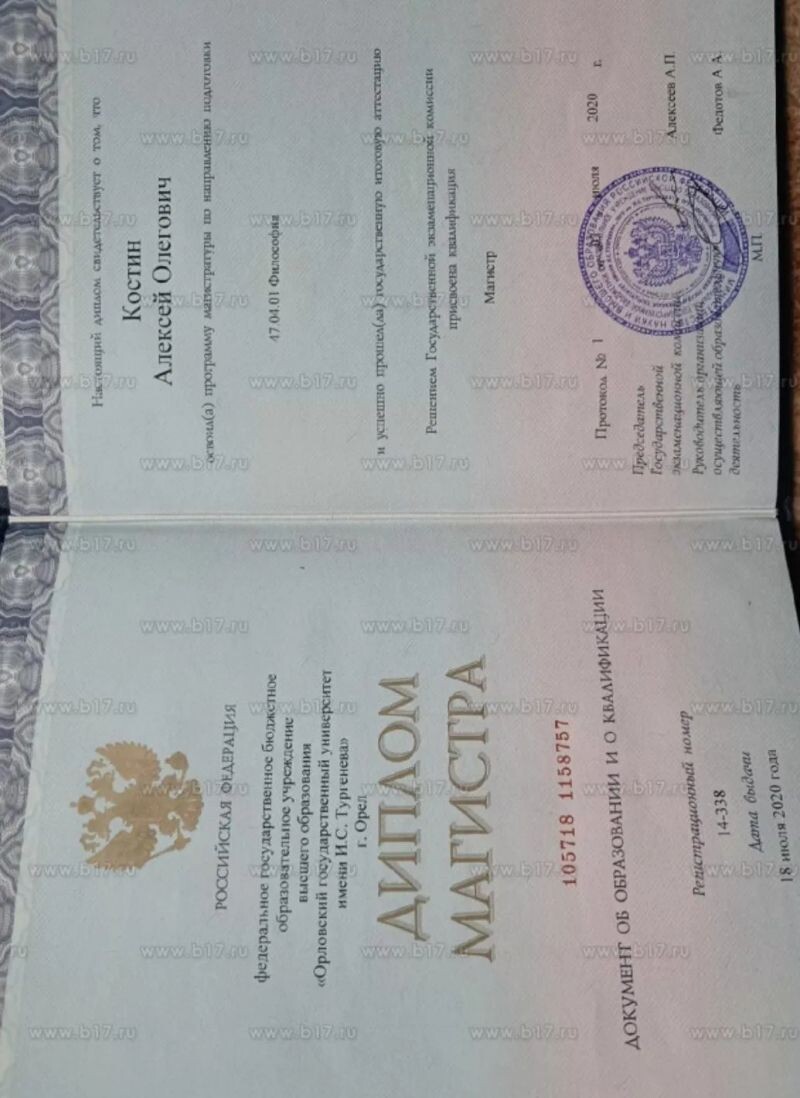 РОССИЙСКАЯ ФЕДЕРАЦИЯ
федеральное государственное бюджетное
образовательное учреждение
высшего образования
«Орловский государственный университет
имени И.С. Тургенева»
г. Орел
ДИПЛОМ
МАГИСТРА
105718 1158757
ДОКУМЕНТ ОБ ОБРАЗОВАНИИ И О КВАЛИФИКАЦИИ
Регистрационный номер
14-338
Дата выдачи
18 июля 2020 года
Настоящий диплом свидетельствует о том, что
Костин
Алексей Олегович
освоил(а) программу магистратуры по направлению подготовки
47.04.01 Философия
и успешно прошел(ла) государственную итоговую аттестацию
Решением Государственной экзаменационной комиссии
присвоена квалификация
Магистр
Протокол № 1 июля 2020 г.
Председатель
Государственной
экзаменационной комиссии
Алексеев А.П.
Руководитель организации,
осуществляющей образовательную
деятельность
Федотов А.А.
М.П.
www.b17.ru